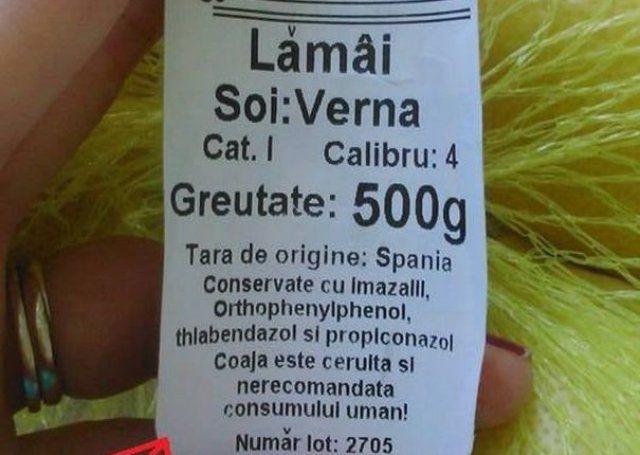 Lămâi
Soi:Verna
Cat. I Calibru: 4
Greutate: 500g
Tara de origine: Spania
Conservate cu Imazalil,
Orthophenylphenol,
thiabendazol si propiconazol
Coaja este ceruita si
nerecomandata
consumului uman!
Număr lot: 2705